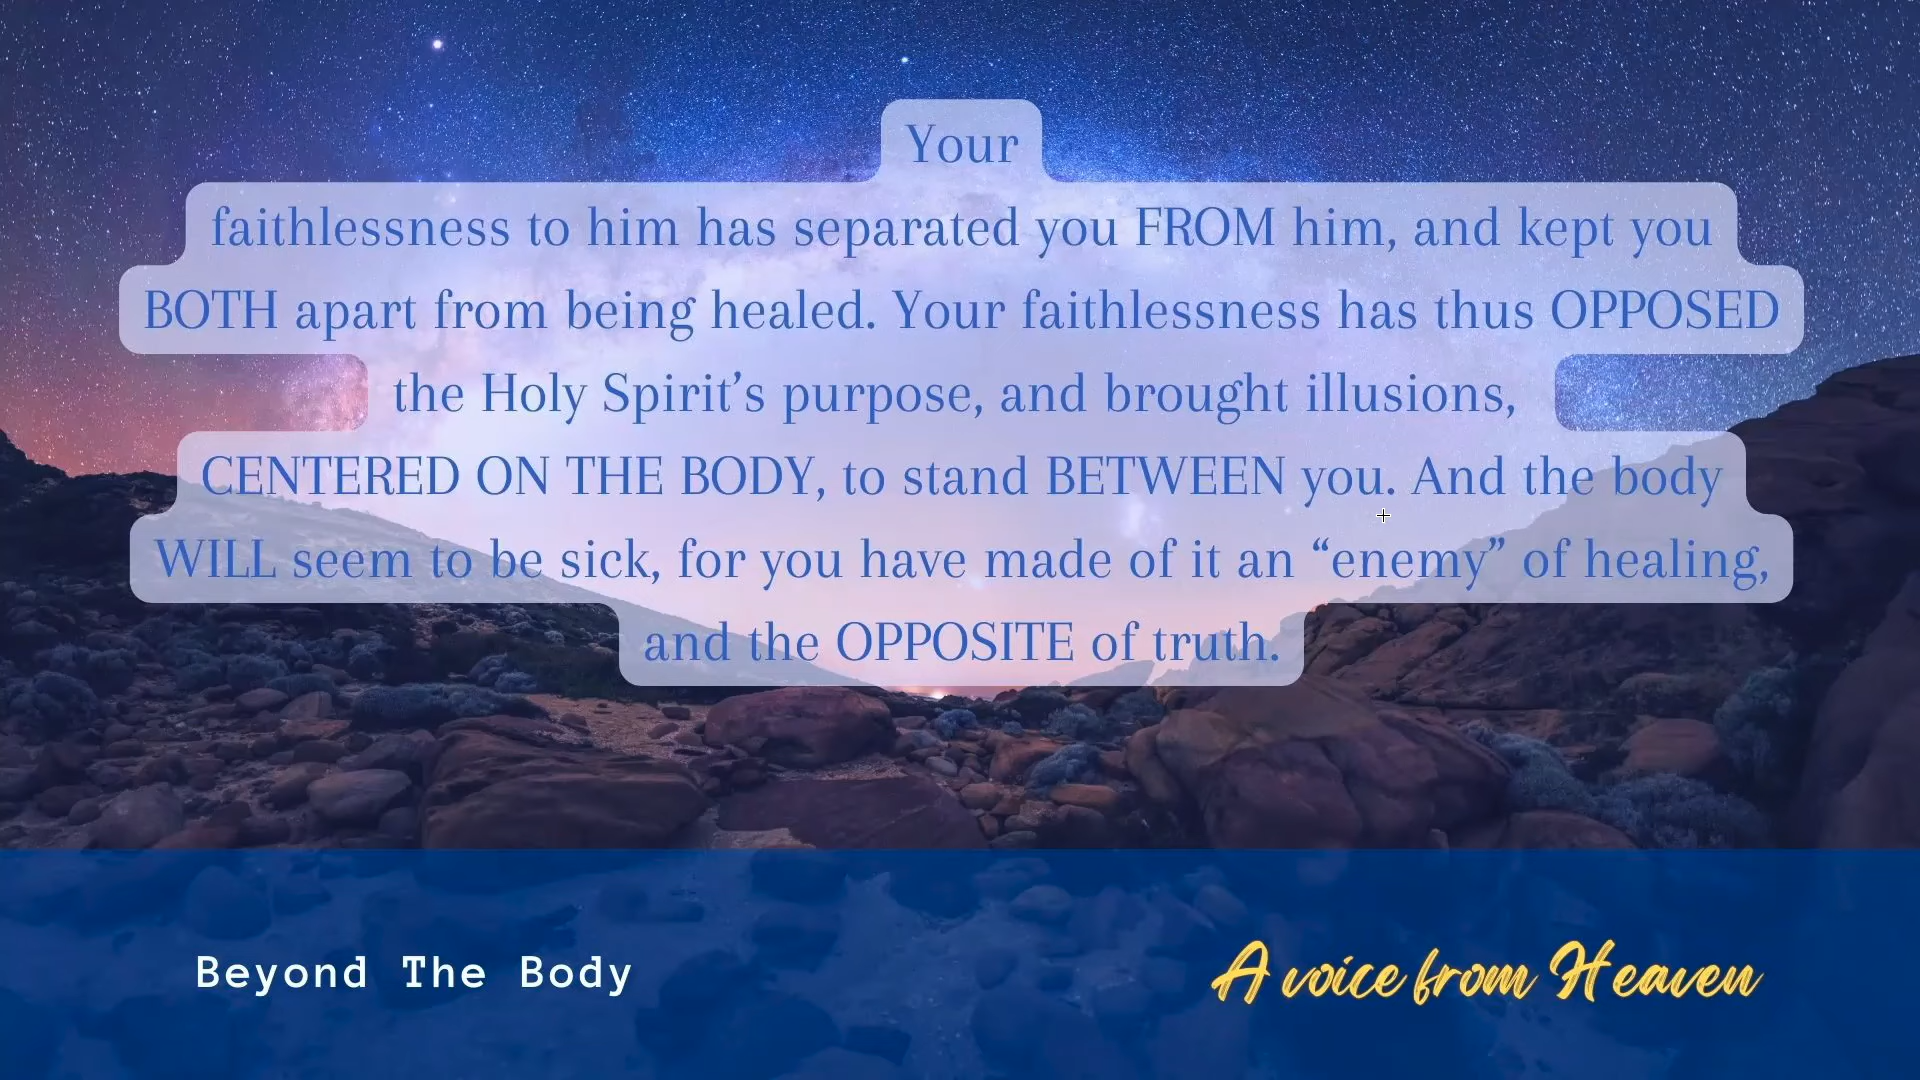 Your
faithlessness to him has separated you FROM him, and kept you
BOTH apart from being healed. Your faithlessness has thus OPPOSED
the Holy Spirit’s purpose, and brought illusions,
CENTERED ON THE BODY, to stand BETWEEN you. And the body
WILL seem to be sick, for you have made of it an “enemy” of healing,
and the OPPOSITE of truth.
Beyond The Body
A voice from Heaven